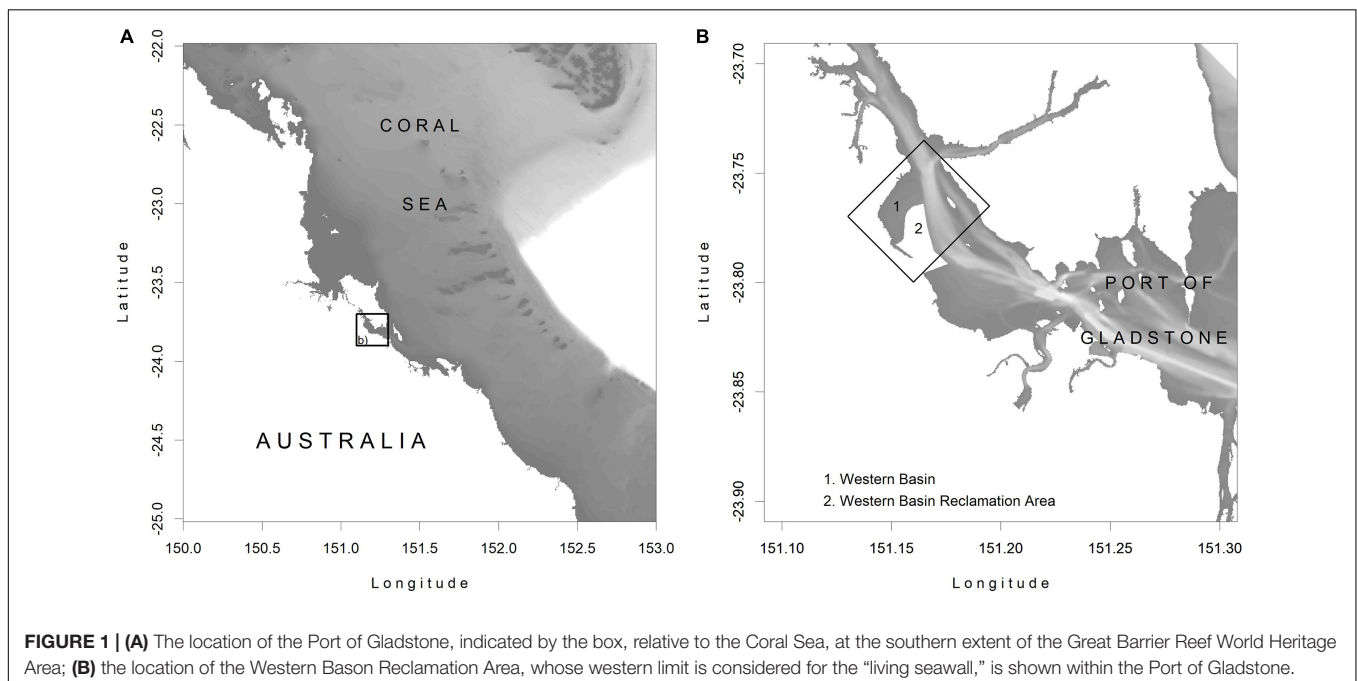 A
B
-22.0
-22.5
-23.0
-23.5
-24.0
-24.5
-25.0
Latitude
CORAL
SEA
b)
AUSTRALIA
150.0 150.5 151.0 151.5 152.0 152.5 153.0
Longitude
-23.70
-23.75
-23.80
-23.85
-23.90
Latitude
1
2
PORT OF
GLADSTONE
1. Western Basin
2. Western Basin Reclamation Area
151.10 151.15 151.20 151.25 151.30
Longitude
FIGURE 1 | (A) The location of the Port of Gladstone, indicated by the box, relative to the Coral Sea, at the southern extent of the Great Barrier Reef World Heritage
Area; (B) the location of the Western Bason Reclamation Area, whose western limit is considered for the “living seawall,” is shown within the Port of Gladstone.